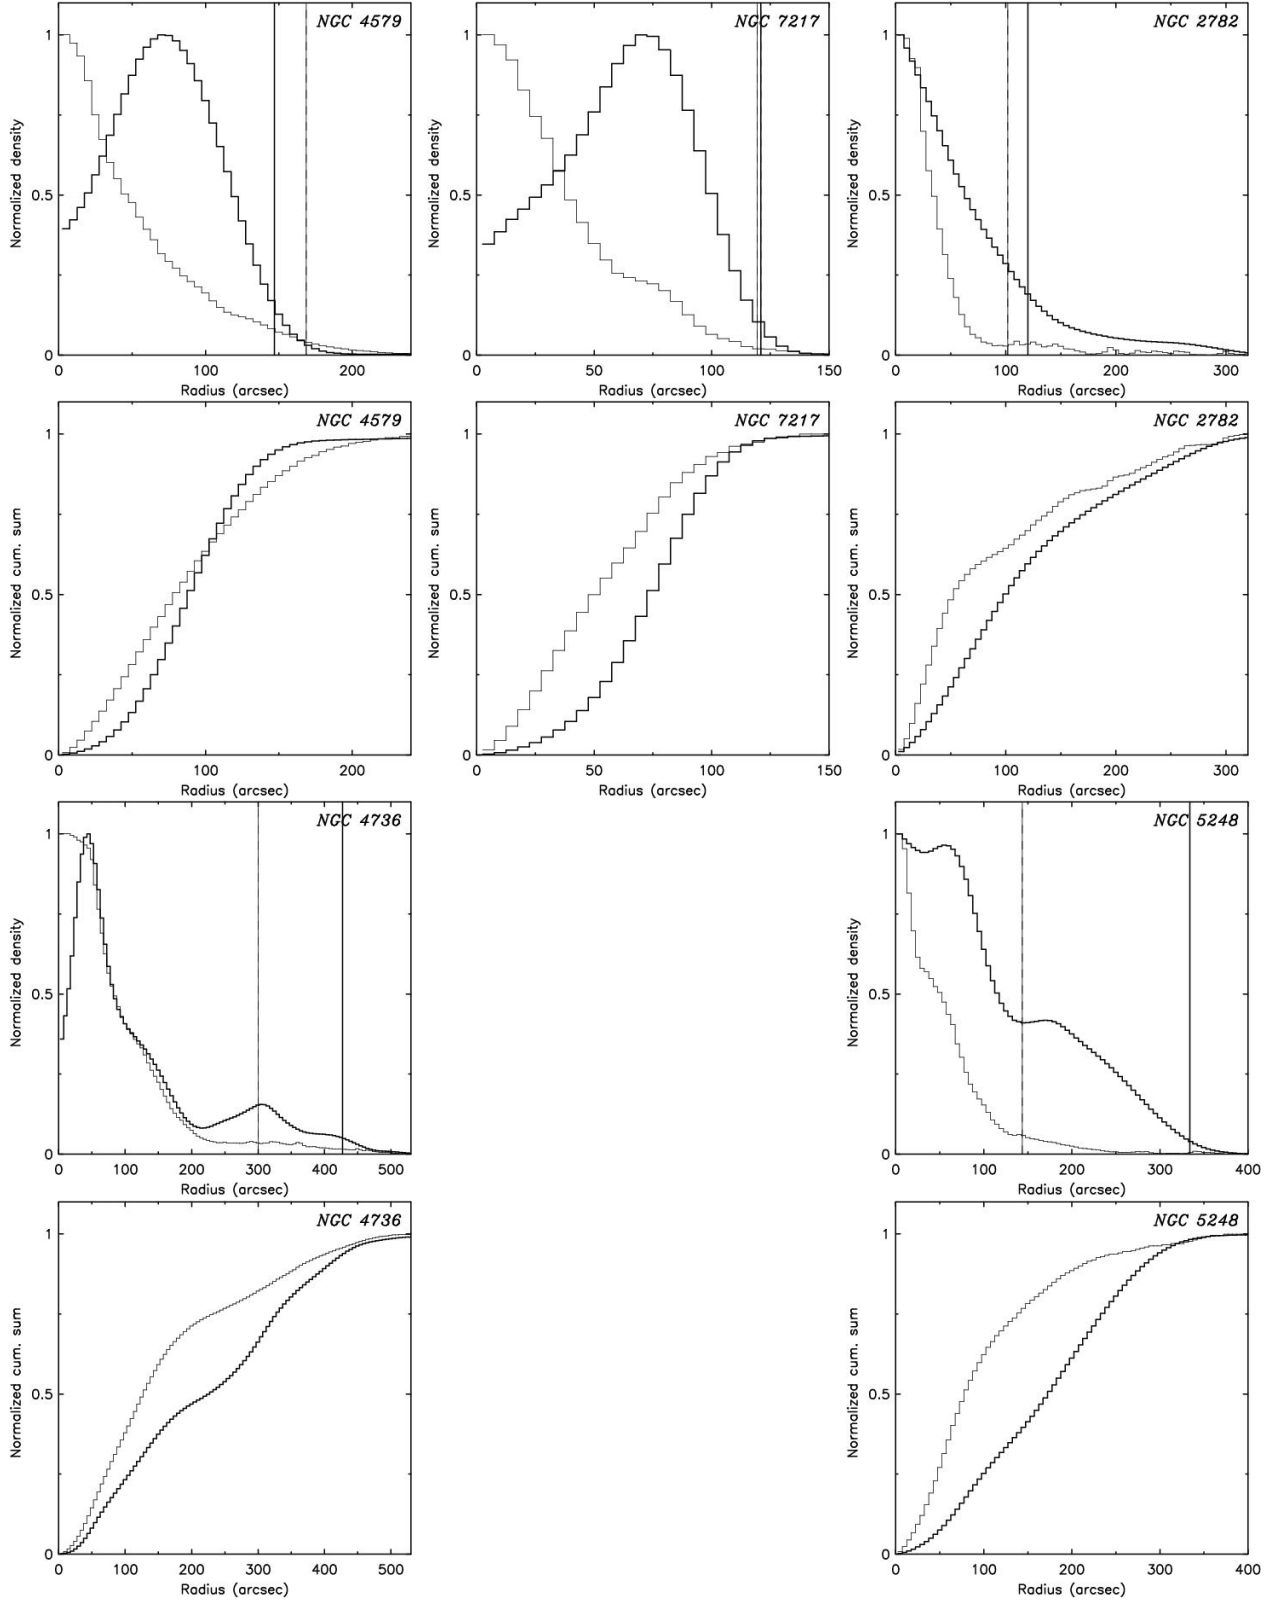 NGC 4579
Normalized density
1
0.5
0
0 100 200
Radius (arcsec)
NGC 7217
Normalized density
1
0.5
0
0 50 100 150
Radius (arcsec)
NGC 2782
Normalized density
1
0.5
0
0 100 200 300
Radius (arcsec)
NGC 4579
Normalized cum. sum
1
0.5
0
0 100 200
Radius (arcsec)
NGC 7217
Normalized cum. sum
1
0.5
0
0 50 100 150
Radius (arcsec)
NGC 2782
Normalized cum. sum
1
0.5
0
0 100 200 300
Radius (arcsec)
NGC 4736
Normalized density
1
0.5
0
0 100 200 300 400 500
Radius (arcsec)
NGC 5248
Normalized density
1
0.5
0
0 100 200 300 400
Radius (arcsec)
NGC 4736
Normalized cum. sum
1
0.5
0
0 100 200 300 400 500
Radius (arcsec)
NGC 5248
Normalized cum. sum
1
0.5
0
0 100 200 300 400
Radius (arcsec)